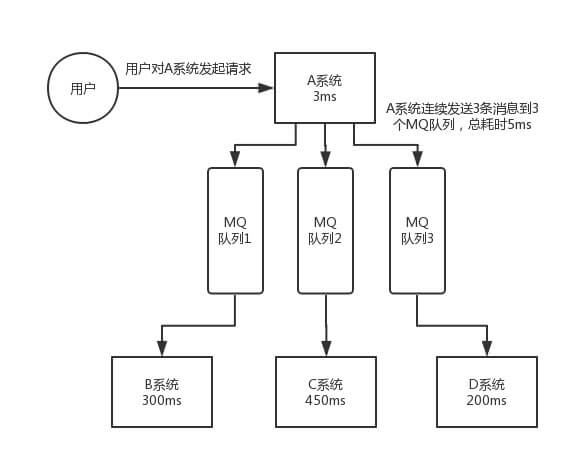 用户
用户对A系统发起请求
A系统
3ms
A系统连续发送3条消息到3
个MQ队列，总耗时5ms
MQ
队列1
MQ
队列2
MQ
队列3
B系统
300ms
C系统
450ms
D系统
200ms